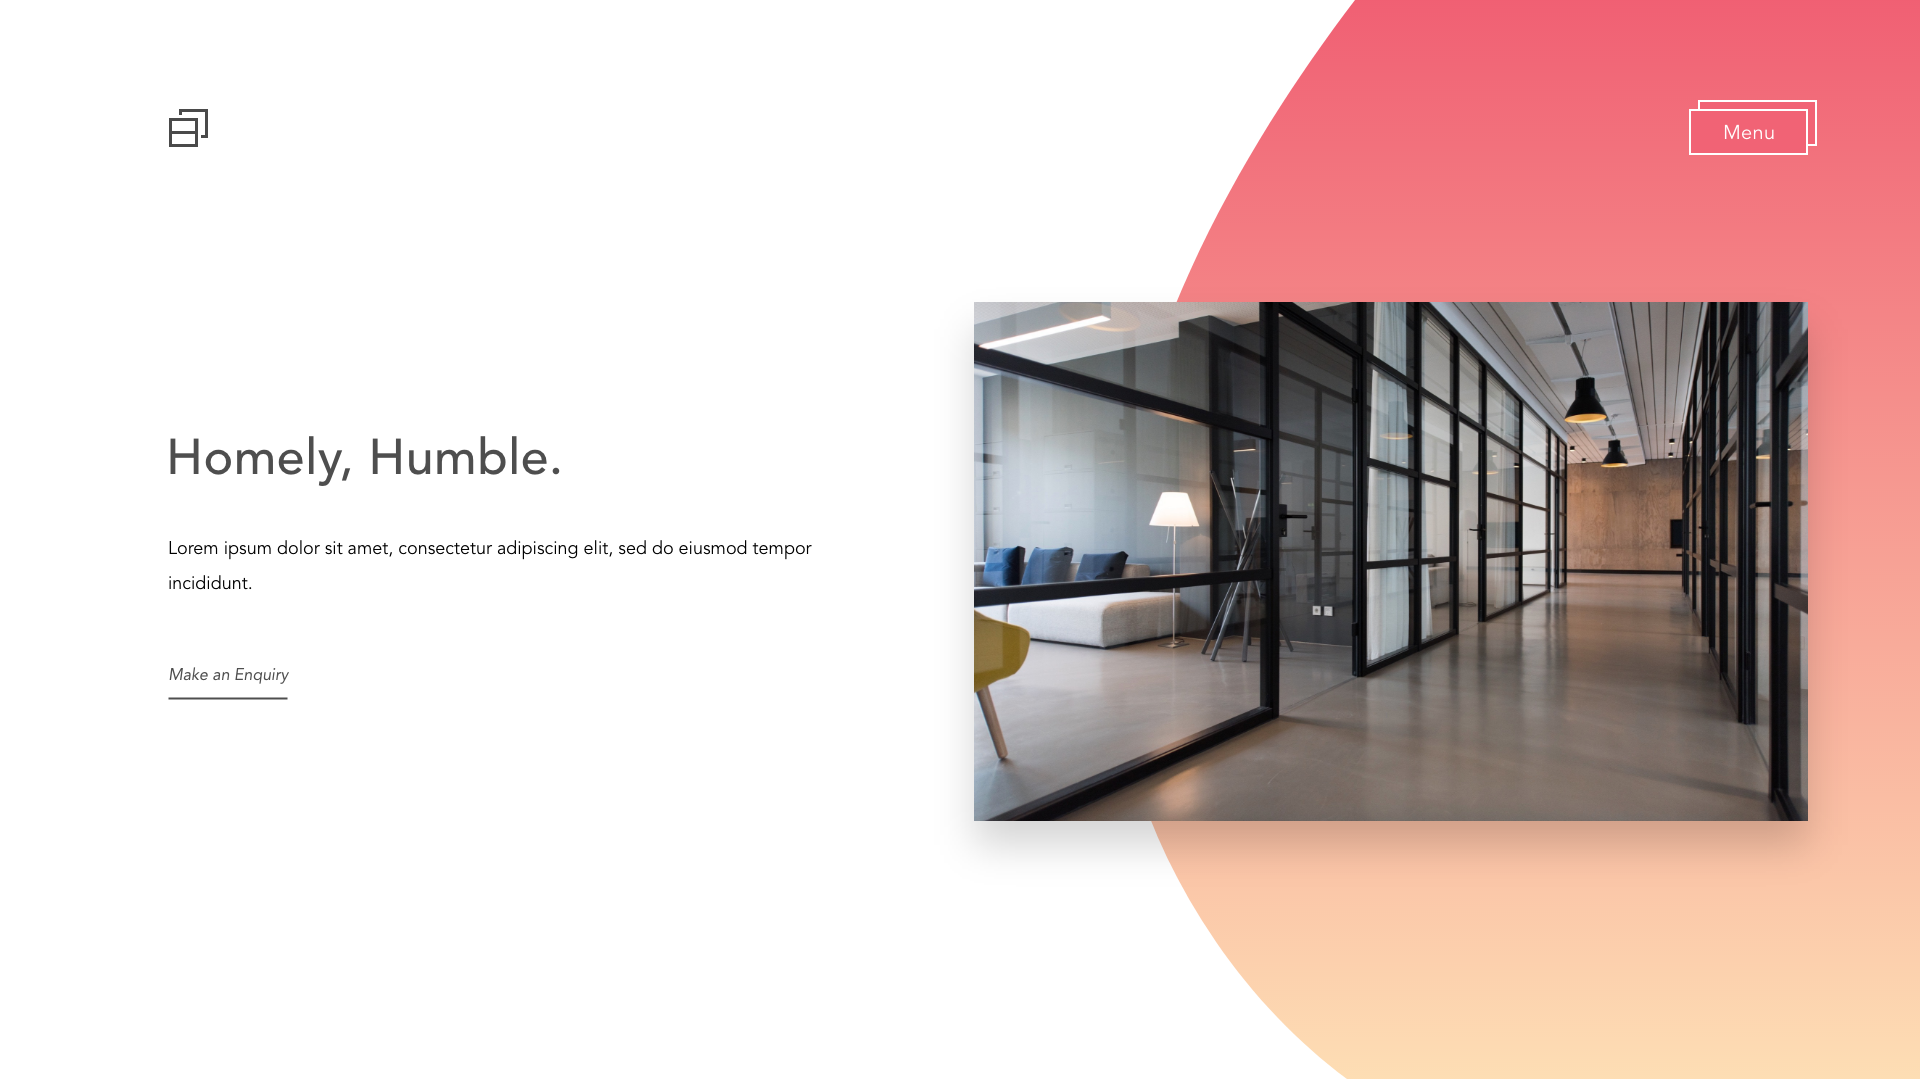 Menu
Homely, Humble.
Lorem ipsum dolor sit amet, consectetur adipiscing elit, sed do eiusmod tempor
incididunt.
Make an Enquiry